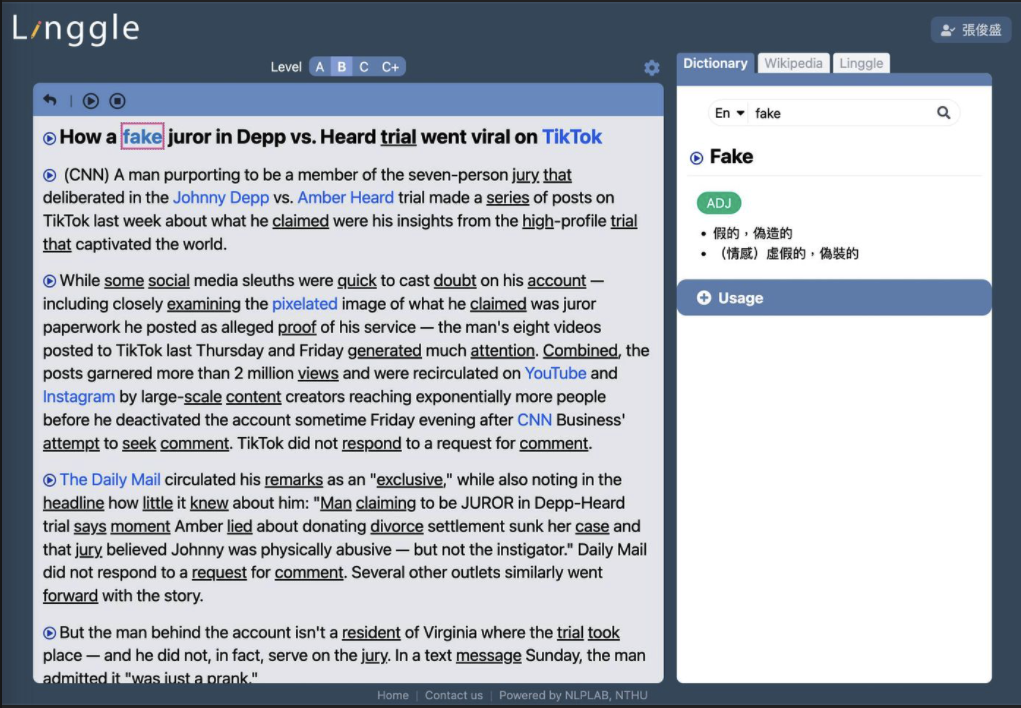 Linggle
張俊盛
Level A B C C+
Dictionary Wikipedia Linggle
How a fake juror in Depp vs. Heard trial went viral on TikTok
(CNN) A man purporting to be a member of the seven-person jury that
deliberated in the Johnny Depp vs. Amber Heard trial made a series of posts on
TikTok last week about what he claimed were his insights from the high-profile trial
that captivated the world.
While some social media sleuths were quick to cast doubt on his account —
including closely examining the pixelated image of what he claimed was juror
paperwork he posted as alleged proof of his service — the man's eight videos
posted to TikTok last Thursday and Friday generated much attention. Combined, the
posts garnered more than 2 million views and were recirculated on YouTube and
Instagram by large-scale content creators reaching exponentially more people
before he deactivated the account sometime Friday evening after CNN Business'
attempt to seek comment. TikTok did not respond to a request for comment.
The Daily Mail circulated his remarks as an "exclusive," while also noting in the
headline how little it knew about him: "Man claiming to be JUROR in Depp-Heard
trial says moment Amber lied about donating divorce settlement sunk her case and
that jury believed Johnny was physically abusive — but not the instigator." Daily Mail
did not respond to a request for comment. Several other outlets similarly went
forward with the story.
But the man behind the account isn't a resident of Virginia where the trial took
place — and he did not, in fact, serve on the jury. In a text message Sunday, the man
admitted it "was just a prank."
En fake
Fake
ADJ
• 假的，偽造的
• （情感）虛假的，偽裝的
Usage
Home | Contact us | Powered by NLPLAB, NTHU